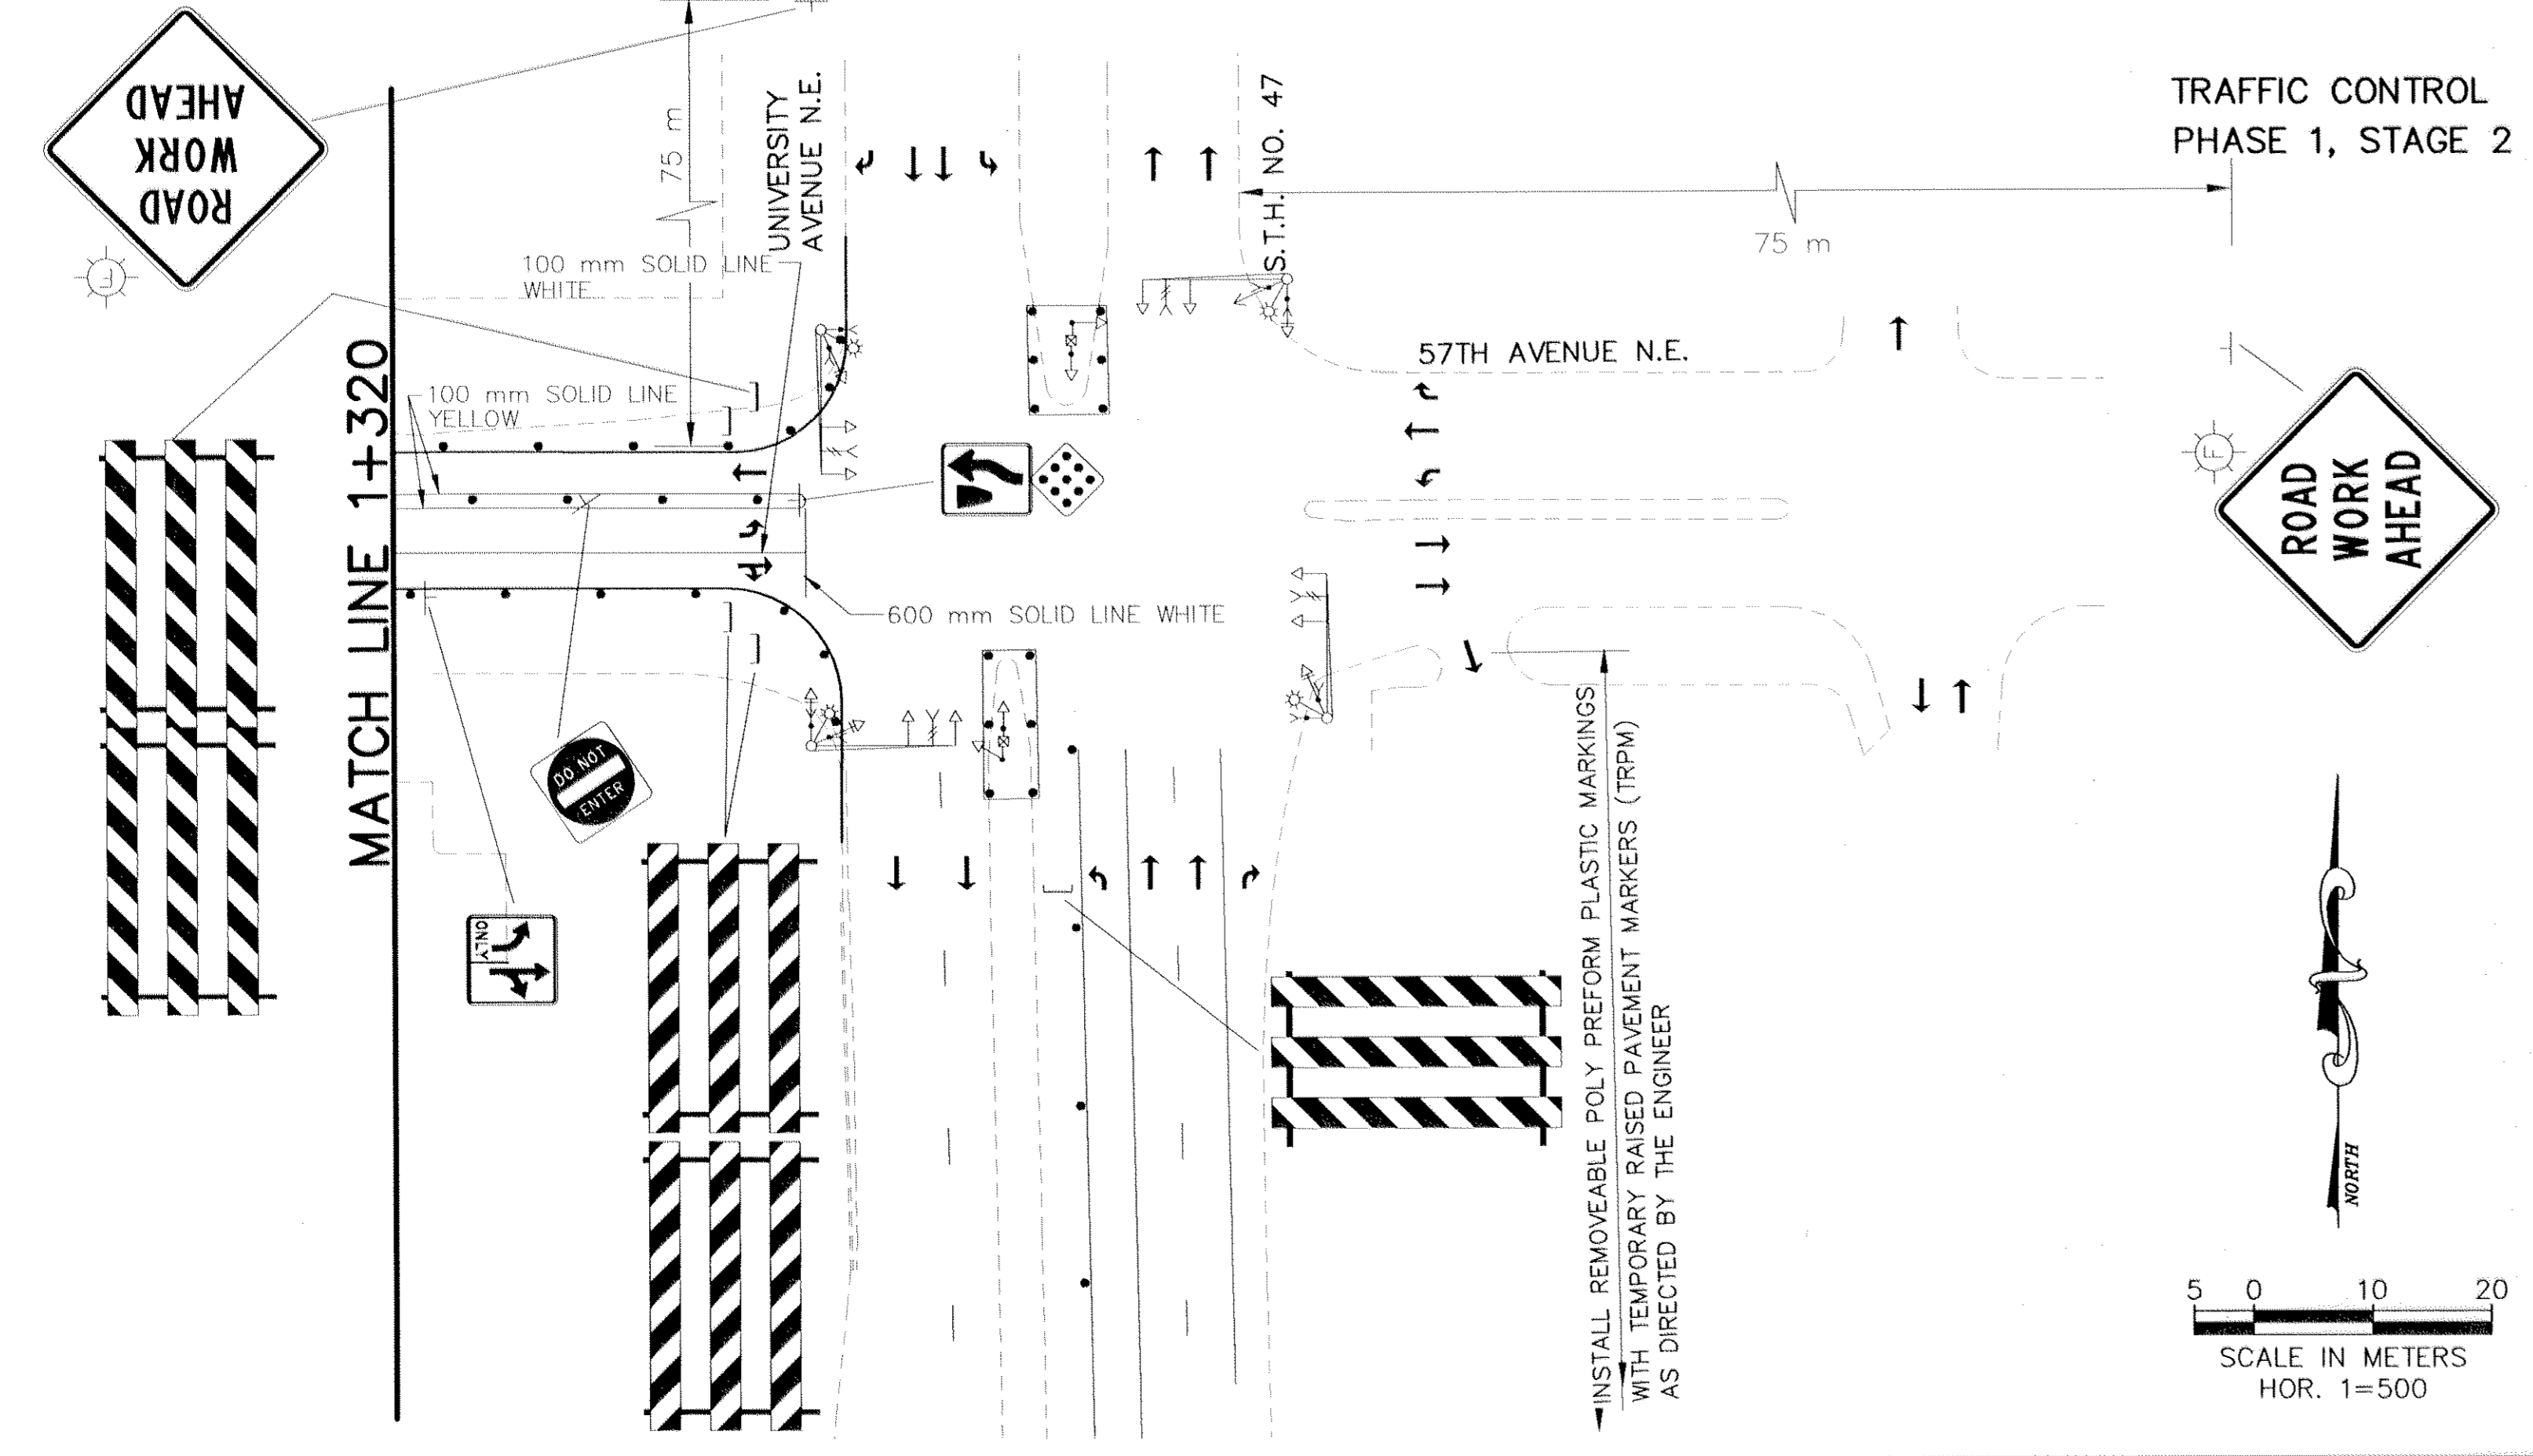 TRAFFIC CONTROL
PHASE 1, STAGE 2
ROAD
WORK
AHEAD
F
75 m
UNIVERSITY
AVENUE N.E.
S.T.H. NO. 47
75 m
100 mm SOLID LINE
WHITE
57TH AVENUE N.E.
100 mm SOLID LINE
YELLOW
MATCH LINE 1+320
F
ROAD
WORK
AHEAD
600 mm SOLID LINE WHITE
DO NOT
ENTER
ONLY
INSTALL REMOVEABLE POLY PREFORM PLASTIC MARKINGS
WITH TEMPORARY RAISED PAVEMENT MARKERS (TRPM)
AS DIRECTED BY THE ENGINEER
NORTH
5 0 10 20
SCALE IN METERS
HOR. 1=500